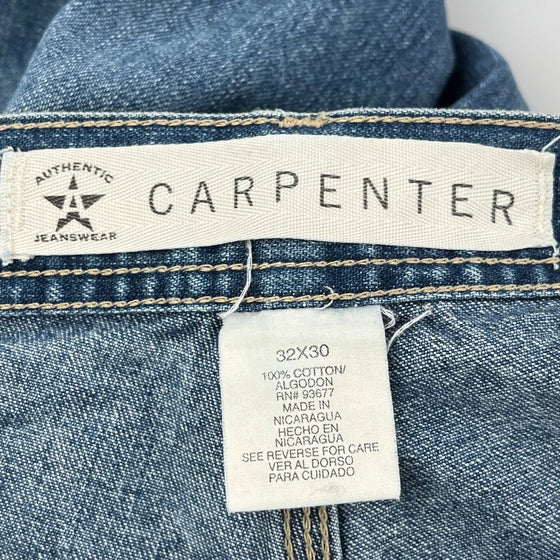 AUTHENTIC
A
JEANSWEAR
CARPENTER
32X30
100% COTTON/
ALGODON
RN# 93677
MADE IN
NICARAGUA
HECHO EN
NICARAGUA
SEE REVERSE FOR CARE
VER AL DORSO
PARA CUIDADO